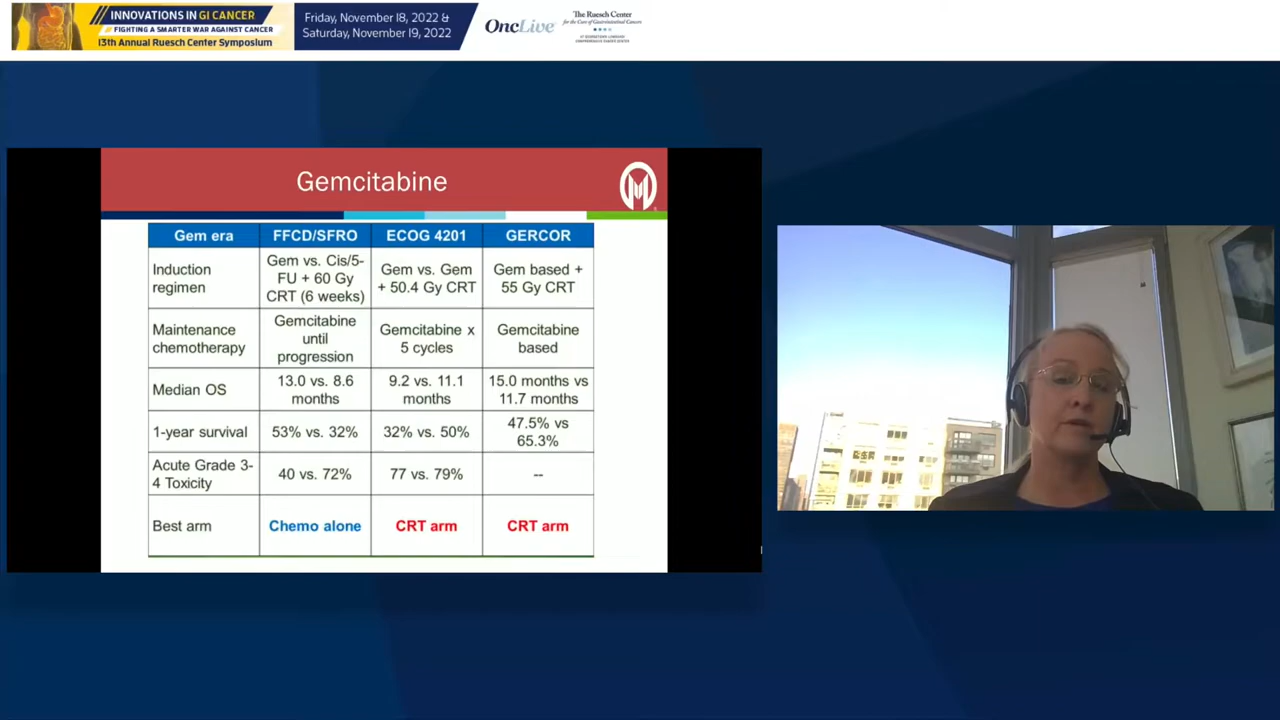 INNOVATIONS IN GI CANCER
FIGHTING A SMARTER WAR AGAINST CANCER
13th Annual Ruesch Center Symposium
Friday, November 18, 2022 &
Saturday, November 19, 2022
OncLive
The Ruesch Center
for the Cure of Gastrointestinal Cancers
Gemcitabine
Gem era
FFCD/SFRO
ECOG 4201
GERCOR
Induction
regimen
Gem vs. Cis/5-
FU + 60 Gy
CRT (6 weeks)
Gem vs. Gem
+ 50.4 Gy CRT
Gem based +
55 Gy CRT
Maintenance
chemotherapy
Gemcitabine
until
progression
Gemcitabine x
5 cycles
Gemcitabine
based
Median OS
13.0 vs. 8.6
months
9.2 vs. 11.1
months
15.0 months vs
11.7 months
1-year survival
53% vs. 32%
32% vs. 50%
47.5% vs
65.3%
Acute Grade 3-
4 Toxicity
40 vs. 72%
77 vs. 79%
--
Best arm
Chemo alone
CRT arm
CRT arm